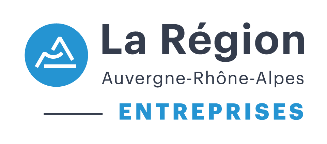 La Région
Auvergne-Rhône-Alpes
ENTREPRISES